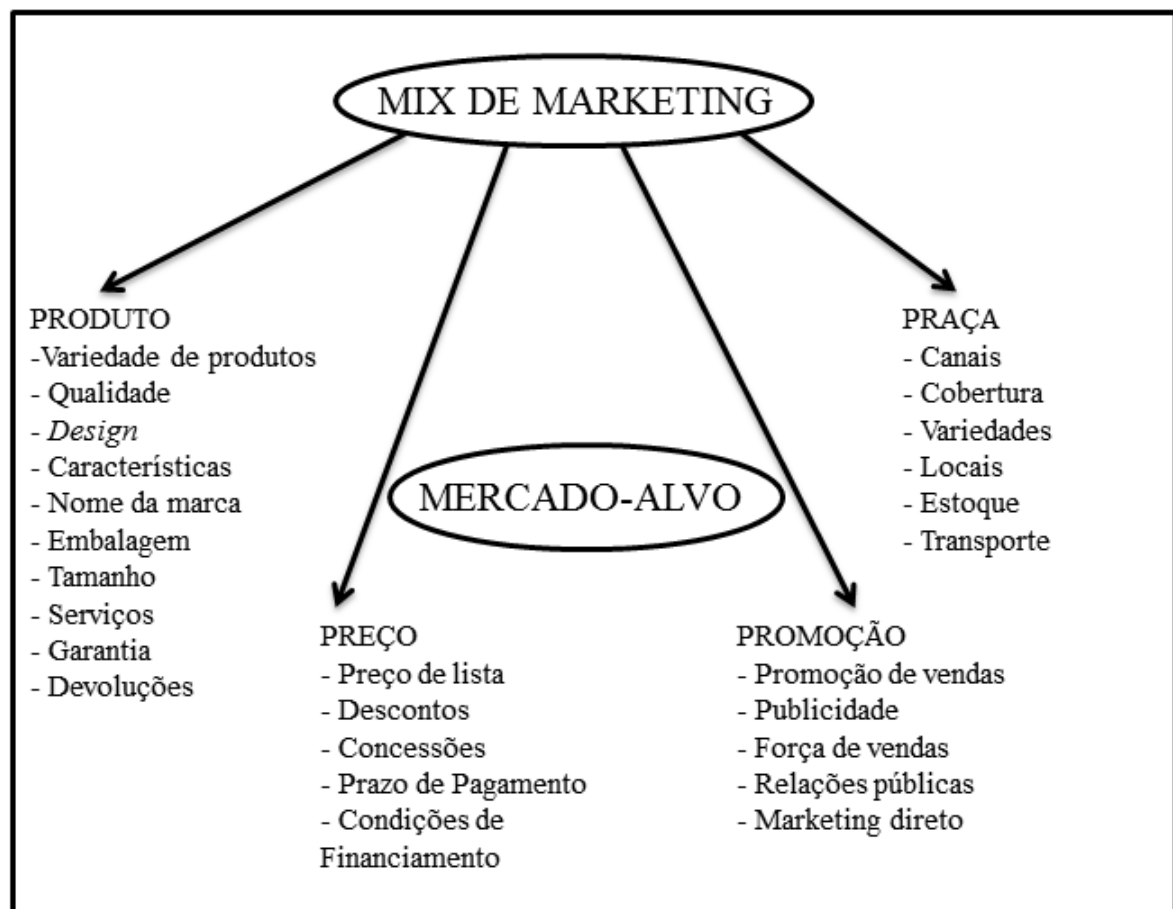 MIX DE MARKETING
PRODUTO
-Variedade de produtos
- Qualidade
- Design
- Características
- Nome da marca
- Embalagem
- Tamanho
- Serviços
- Garantia
- Devoluções
PRAÇA
- Canais
- Cobertura
- Variedades
- Locais
- Estoque
- Transporte
MERCADO-ALVO
PREÇO
- Preço de lista
- Descontos
- Concessões
- Prazo de Pagamento
- Condições de
Financiamento
PROMOÇÃO
- Promoção de vendas
- Publicidade
- Força de vendas
- Relações públicas
- Marketing direto